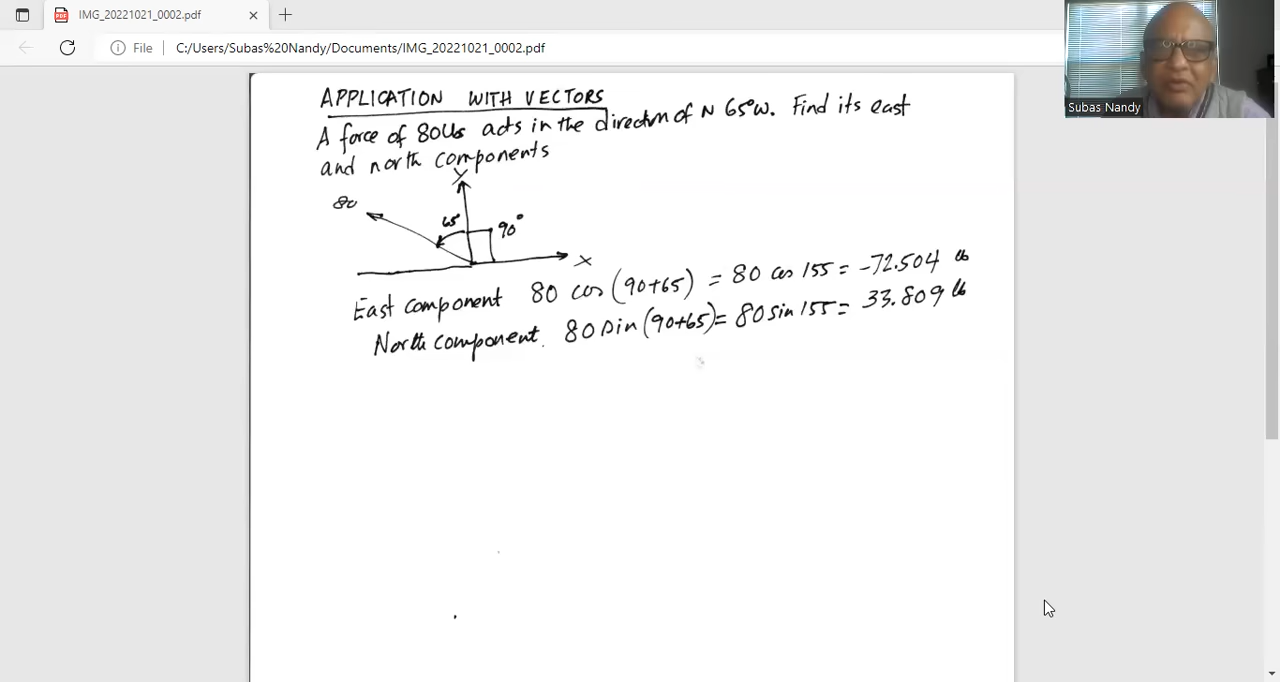 IMG_20221021_0002.pdf
File C:/Users/Subas%20Nandy/Documents/IMG_20221021_0002.pdf
Subas Nandy
APPLICATION WITH VECTORS
A force of 80 lbs acts in the direction of N 65°W. Find its east
and north components
Y
80
65°
90°
X
East component 80 cos (90+65) = 80 cos 155 = -72.504 lb
North component. 80 sin (90+65) = 80 sin 155 = 33.809 lb